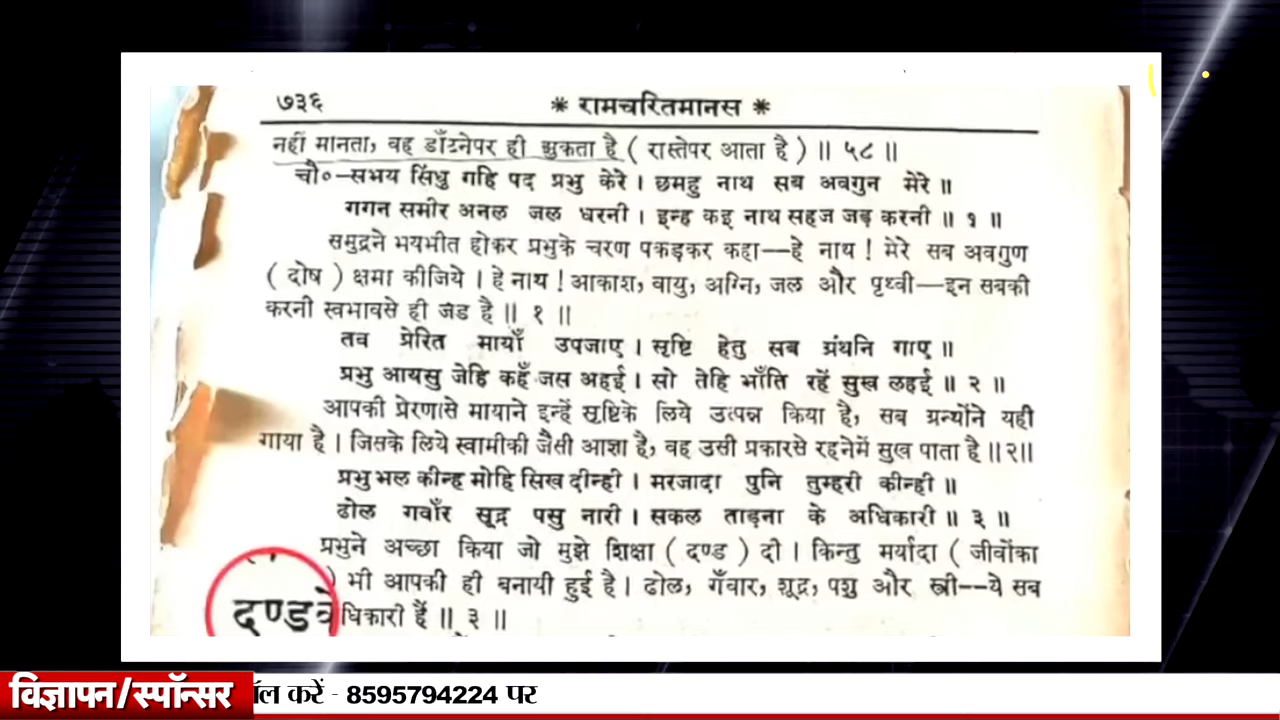 ७३६
* रामचरितमानस *
नहीं मानता, वह डाँटनेपर ही झुकता है ( रास्तेपर आता है ) ॥ ५८ ॥
चौ०—सभय सिंधु गहि पद प्रभु केरे । छमहु नाथ सब अवगुन मेरे ॥
गगन समीर अनल जल धरनी । इन्ह कइ नाथ सहज जड़ करनी ॥ १ ॥
समुद्रने भयभीत होकर प्रभुके चरण पकड़कर कहा—हे नाथ ! मेरे सब अवगुण
( दोष ) क्षमा कीजिये । हे नाथ ! आकाश, वायु, अग्नि, जल और पृथ्वी—इन सबकी
करनी स्वभावसे ही जड है ॥ १ ॥
तव प्रेरित मायाँ उपजाए । सृष्टि हेतु सब ग्रंथनि गाए ॥
प्रभु आयसु जेहि कहँ जस अहई । सो तेहि भाँति रहें सुख लहई ॥ २ ॥
आपकी प्रेरणासे मायाने इन्हें सृष्टिके लिये उत्पन्न किया है, सब ग्रन्थोंने यही
गाया है । जिसके लिये स्वामीकी जैसी आज्ञा है, वह उसी प्रकारसे रहनेमें सुख पाता है ॥२॥
प्रभु भल कीन्ह मोहि सिख दीन्ही । मरजादा पुनि तुम्हरी कीन्ही ॥
ढोल गवाँर सूद्र पसु नारी । सकल ताड़ना के अधिकारी ॥ ३ ॥
प्रभुने अच्छा किया जो मुझे शिक्षा ( दण्ड ) दी । किन्तु मर्यादा ( जीवोंका
) भी आपकी ही बनायी हुई है । ढोल, गँवार, शूद्र, पशु और स्त्री—ये सब
दण्डके धिकारी हैं ॥ ३ ॥
विज्ञापन/स्पॉन्सर ॉल करें - 8595794224 पर